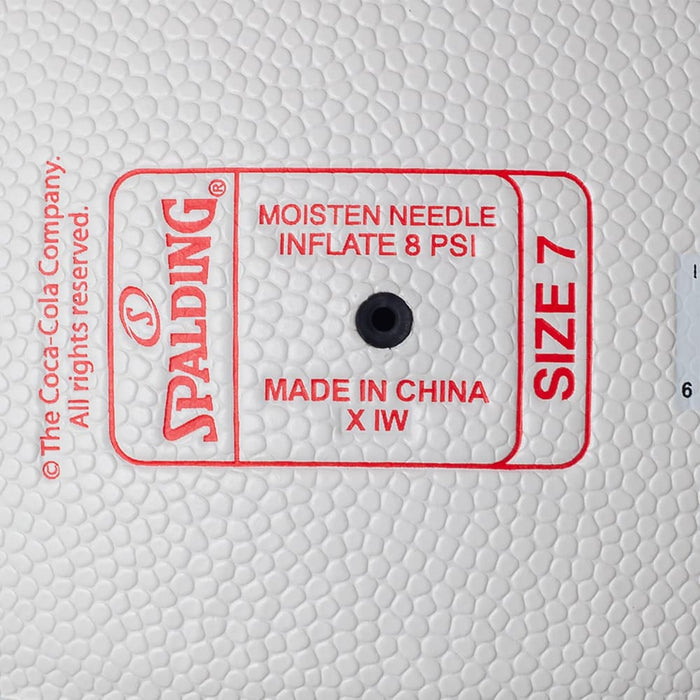 © The Coca-Cola Company.
All rights reserved.
S
SPALDING®
MOISTEN NEEDLE
INFLATE 8 PSI
MADE IN CHINA
X IW
SIZE 7
6